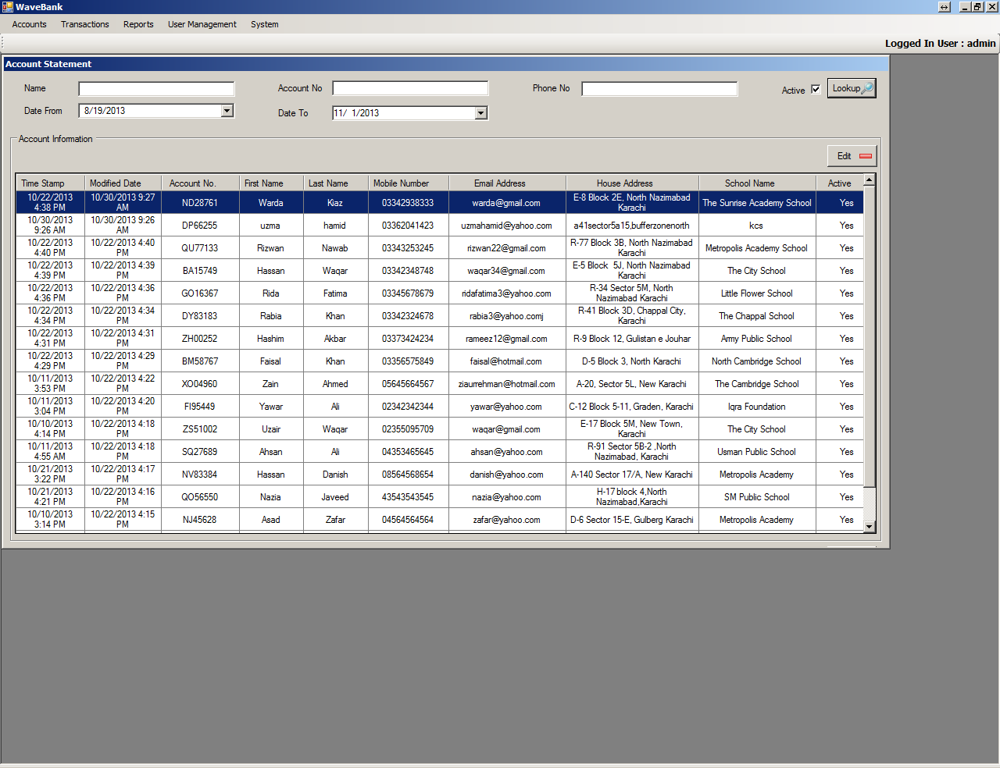 WaveBank
Accounts Transactions Reports User Management System
Logged In User : admin
Account Statement
Name Account No Phone No Active Lookup
Date From 8/19/2013 Date To 11/ 1/2013
Account Information
Edit
Time Stamp Modified Date Account No. First Name Last Name Mobile Number Email Address House Address School Name Active
10/22/2013 4:38 PM 10/30/2013 9:27 AM ND28761 Warda Kiaz 03342938333 warda@gmail.com E-8 Block 2E, North Nazimabad Karachi The Sunrise Academy School Yes
10/30/2013 9:26 AM 10/30/2013 9:26 AM DP66255 uzma hamid 03362041423 uzmahamid@yahoo.com a41sector5a15,bufferzonenorth kcs Yes
10/22/2013 4:40 PM 10/22/2013 4:40 PM QU77133 Rizwan Nawab 03343253245 rizwan22@gmail.com R-77 Block 3B, North Nazimabad Karachi Metropolis Academy School Yes
10/22/2013 4:39 PM 10/22/2013 4:39 PM BA15749 Hassan Waqar 03342348748 waqar34@gmail.com E-5 Block 5J, North Nazimabad Karachi The City School Yes
10/22/2013 4:36 PM 10/22/2013 4:36 PM GO16367 Rida Fatima 03345678679 ridafatima3@yahoo.com R-34 Sector 5M, North Nazimabad Karachi Little Flower School Yes
10/22/2013 4:34 PM 10/22/2013 4:34 PM DY83183 Rabia Khan 03342324678 rabia3@yahoo.comj R-41 Block 3D, Chappal City, Karachi The Chappal School Yes
10/22/2013 4:31 PM 10/22/2013 4:31 PM ZH00252 Hashim Akbar 03373424234 rameez12@gmail.com R-9 Block 12, Gulistan e Jouhar Army Public School Yes
10/22/2013 4:29 PM 10/22/2013 4:29 PM BM58767 Faisal Khan 03356575849 faisal@hotmail.com D-5 Block 3, North Karachi North Cambridge School Yes
10/11/2013 3:53 PM 10/22/2013 4:22 PM XO04960 Zain Ahmed 05645664567 ziaurrehman@hotmail.com A-20, Sector 5L, New Karachi The Cambridge School Yes
10/11/2013 3:04 PM 10/22/2013 4:20 PM FI95449 Yawar Ali 02342342344 yawar@yahoo.com C-12 Block 5-11, Graden, Karachi Iqra Foundation Yes
10/10/2013 4:14 PM 10/22/2013 4:18 PM ZS51002 Uzair Waqar 02355095709 waqar@gmail.com E-17 Block 5M, New Town, Karachi The City School Yes
10/11/2013 4:55 AM 10/22/2013 4:18 PM SQ27689 Ahsan Ali 04353465645 ahsan@yahoo.com R-91 Sector 5B-2 ,North Nazimabad, Karachi Usman Public School Yes
10/21/2013 3:22 PM 10/22/2013 4:17 PM NV83384 Hassan Danish 08564568654 danish@yahoo.com A-140 Sector 17/A, New Karachi Metropolis Academy Yes
10/21/2013 4:21 PM 10/22/2013 4:16 PM QO56550 Nazia Javeed 43543543545 nazia@yahoo.com H-17 block 4,North Nazimabad,Karachi SM Public School Yes
10/10/2013 3:14 PM 10/22/2013 4:15 PM NJ45628 Asad Zafar 04564564564 zafar@yahoo.com D-6 Sector 15-E, Gulberg Karachi Metropolis Academy Yes